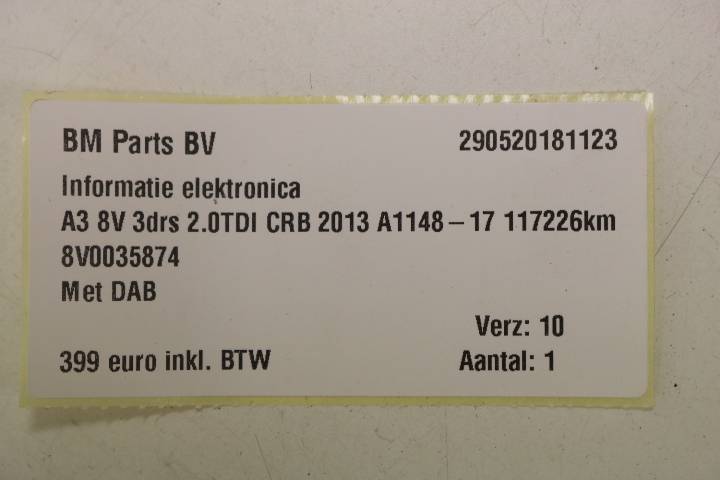 BM Parts BV 290520181123
Informatie elektronica
A3 8V 3drs 2.0TDI CRB 2013 A1148 – 17 117226km
8V0035874
Met DAB
Verz: 10
399 euro inkl. BTW Aantal: 1